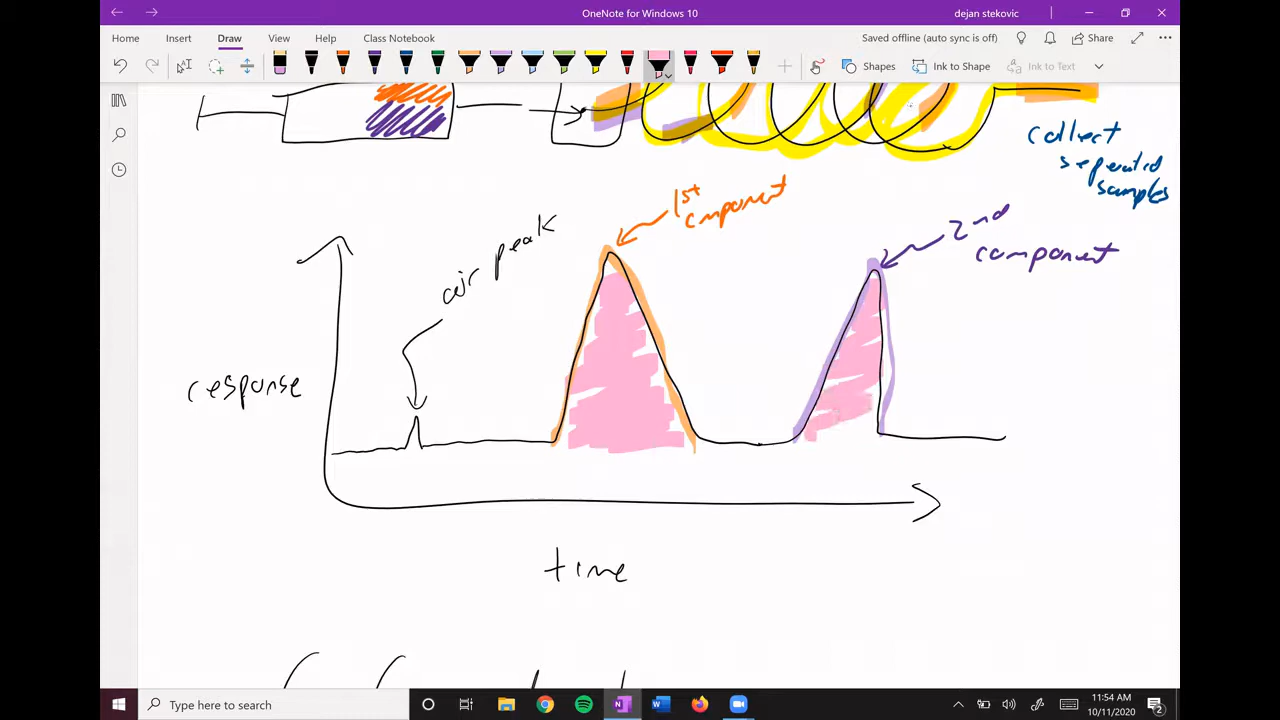 OneNote for Windows 10
dejan stekovic
Home
Insert
Draw
View
Help
Class Notebook
Saved offline (auto sync is off)
Share
Shapes
Ink to Shape
Ink to Text
collect
separated
samples
1st
component
2nd
component
air peak
response
time
Type here to search
11:54 AM
10/11/2020
2